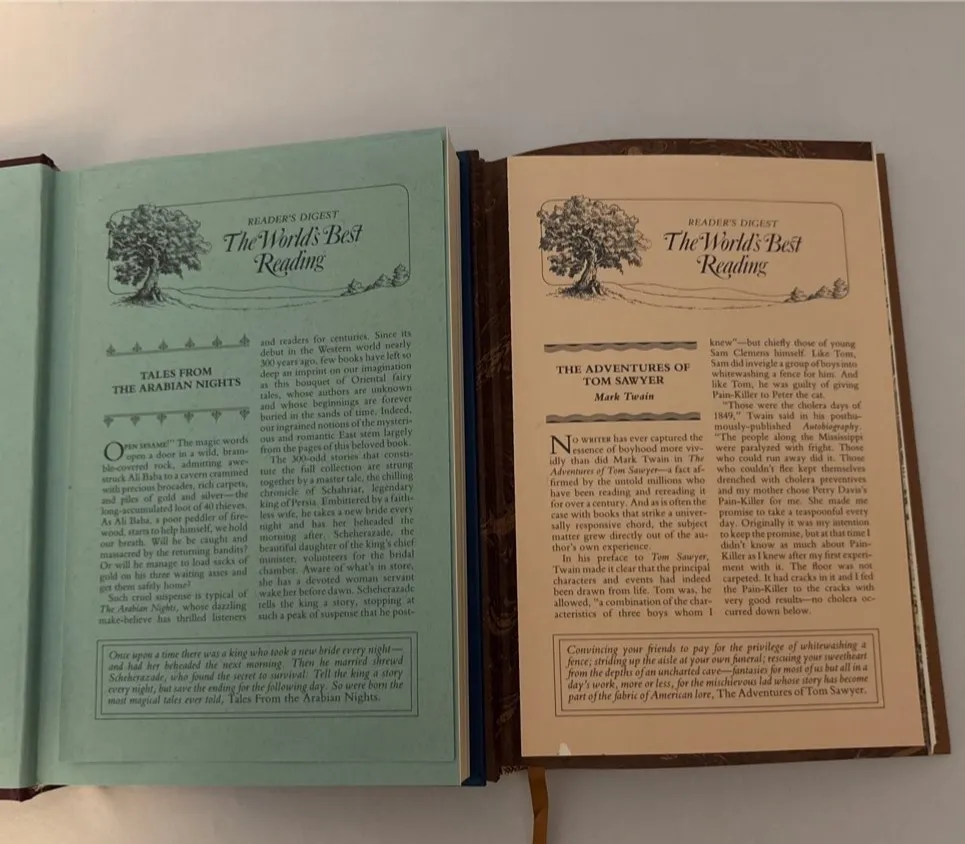 READER'S DIGEST
The World's Best
Reading
TALES FROM
THE ARABIAN NIGHTS
OPEN SESAME!" The magic words
open a door in a wild, bram-
ble-covered rock, admitting awe-
struck Ali Baba to a cavern crammed
with precious brocades, rich carpets,
and piles of gold and silver—the
long-accumulated loot of 40 thieves.
As Ali Baba, a poor peddler of fire-
wood, starts to help himself, we hold
our breath. Will he be caught and
massacred by the returning bandits?
Or will he manage to load sacks of
gold on his three waiting asses and
get them safely home?
Such cruel suspense is typical of
The Arabian Nights, whose dazzling
make-believe has thrilled listeners
and readers for centuries. Since its
debut in the Western world nearly
300 years ago, few books have left so
deep an imprint on our imagination
as this bouquet of Oriental fairy
tales, whose authors are unknown
and whose beginnings are forever
buried in the sands of time. Indeed,
our ingrained notions of the mysteri-
ous and romantic East stem largely
from the pages of this beloved book.
The 300-odd stories that consti-
tute the full collection are strung
together by a master tale, the chilling
chronicle of Schahriar, legendary
king of Persia. Embittered by a faith-
less wife, he takes a new bride every
night and has her beheaded the
morning after. Scheherazade, the
beautiful daughter of the king's chief
minister, volunteers for the bridal
chamber. Aware of what's in store,
she has a devoted woman servant
wake her before dawn. Scheherazade
tells the king a story, stopping at
such a peak of suspense that he post-
Once upon a time there was a king who took a new bride every night—
and had her beheaded the next morning. Then he married shrewd
Scheherazade, who found the secret to survival: Tell the king a story
every night, but save the ending for the following day. So were born the
most magical tales ever told, Tales From the Arabian Nights.
READER'S DIGEST
The World's Best
Reading
THE ADVENTURES OF
TOM SAWYER
Mark Twain
NO WRITER has ever captured the
essence of boyhood more viv-
idly than did Mark Twain in The
Adventures of Tom Sawyer—a fact af-
firmed by the untold millions who
have been reading and rereading it
for over a century. And as is often the
case with books that strike a univer-
sally responsive chord, the subject
matter grew directly out of the au-
thor's own experience.
In his preface to Tom Sawyer,
Twain made it clear that the principal
characters and events had indeed
been drawn from life. Tom was, he
allowed, "a combination of the char-
acteristics of three boys whom I
knew"—but chiefly those of young
Sam Clemens himself. Like Tom,
Sam did inveigle a group of boys into
whitewashing a fence for him. And
like Tom, he was guilty of giving
Pain-Killer to Peter the cat.
"Those were the cholera days of
1849," Twain said in his posthu-
mously-published Autobiography.
"The people along the Mississippi
were paralyzed with fright. Those
who could run away did it. Those
who couldn't flee kept themselves
drenched with cholera preventives
and my mother chose Perry Davis's
Pain-Killer for me. She made me
promise to take a teaspoonful every
day. Originally it was my intention
to keep the promise, but at that time I
didn't know as much about Pain-
Killer as I knew after my first experi-
ment with it. The floor was not
carpeted. It had cracks in it and I fed
the Pain-Killer to the cracks with
very good results—no cholera oc-
curred down below.
Convincing your friends to pay for the privilege of whitewashing a
fence; striding up the aisle at your own funeral; rescuing your sweetheart
from the depths of an uncharted cave—fantasies for most of us but all in a
day's work, more or less, for the mischievous lad whose story has become
part of the fabric of American lore, The Adventures of Tom Sawyer.